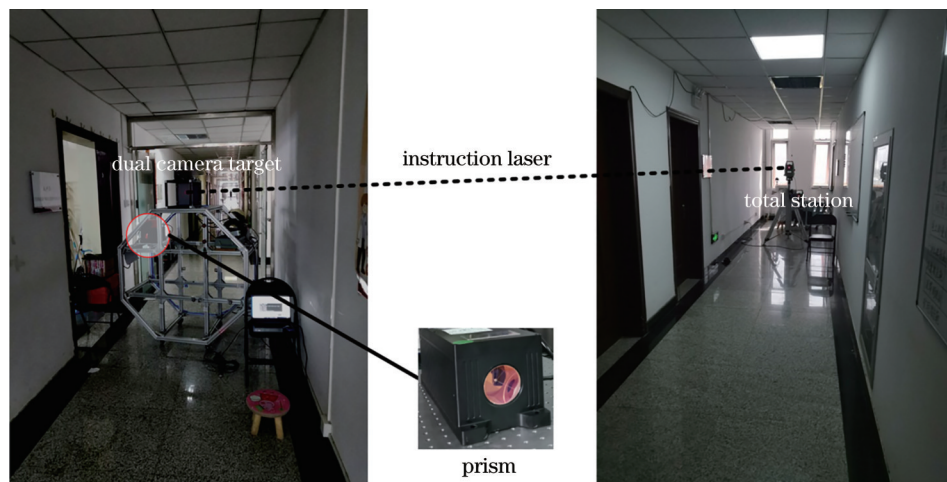 dual camera target
instruction laser
total station
prism